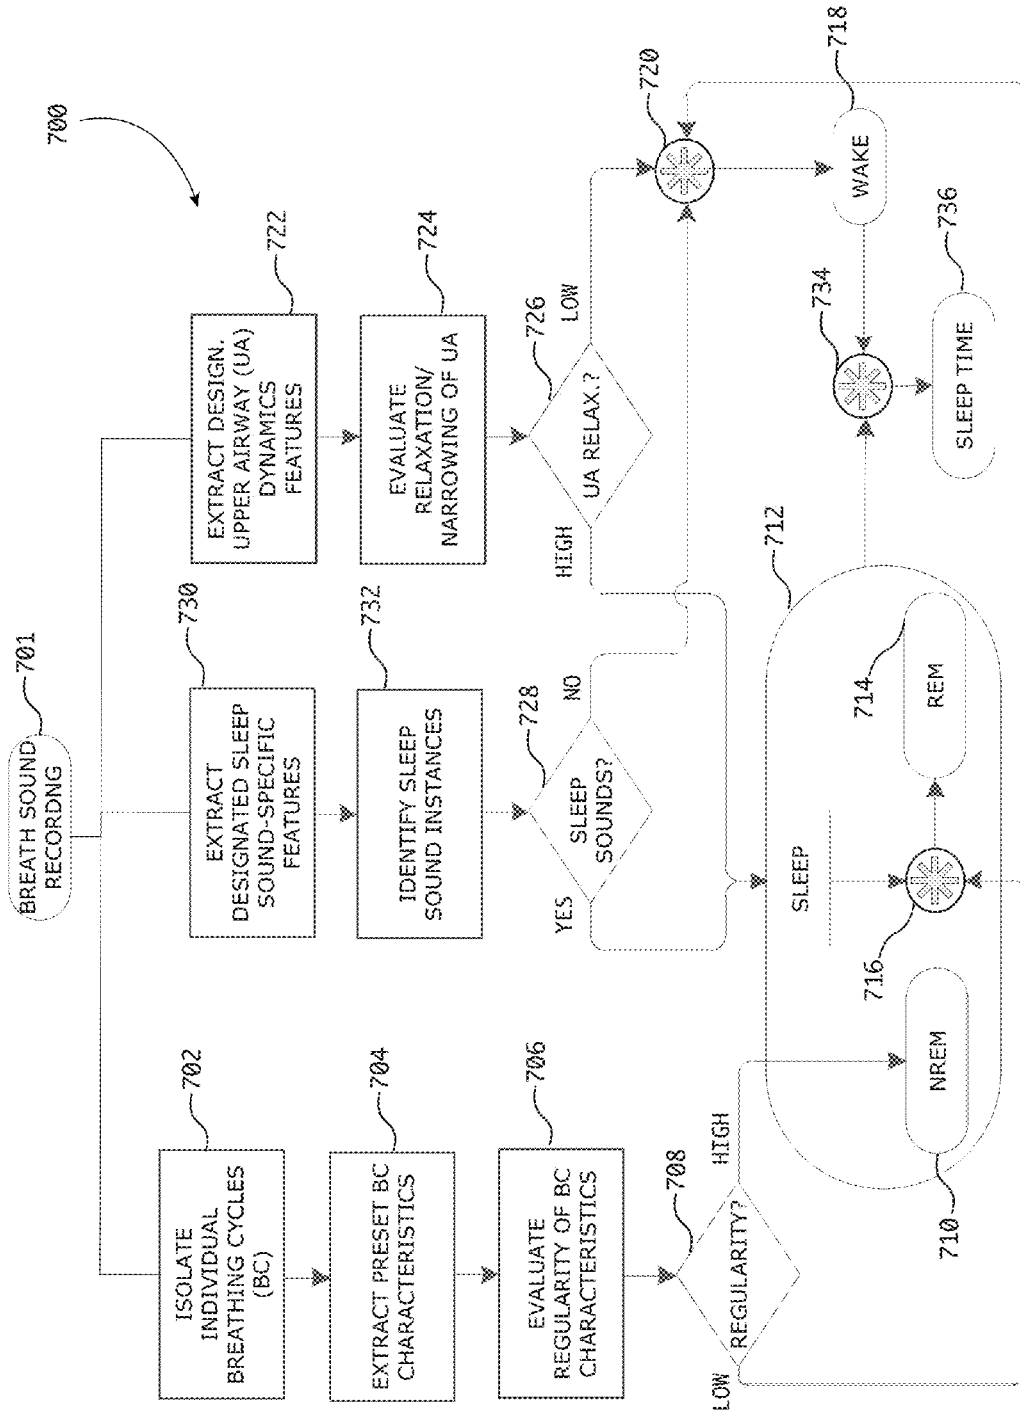 700
BREATH SOUND
RECORDNG
701
ISOLATE
INDIVIDUAL
BREATHING CYCLES
(BC)
702
EXTRACT PRESET BC
CHARACTERISTICS
704
EVALUATE
REGULARITY OF BC
CHARACTERISTICS
706
REGULARITY?
708
LOW
HIGH
EXTRACT
DESIGNATED SLEEP
SOUND-SPECIFIC
FEATURES
730
IDENTIFY SLEEP
SOUND INSTANCES
732
SLEEP
SOUNDS?
728
YES
NO
EXTRACT DESIGN.
UPPER AIRWAY (UA)
DYNAMICS
FEATURES
722
EVALUATE
RELAXATION/
NARROWING OF UA
724
UA RELAX.?
726
HIGH
LOW
720
WAKE
718
734
SLEEP TIME
736
712
SLEEP
716
NREM
710
REM
714